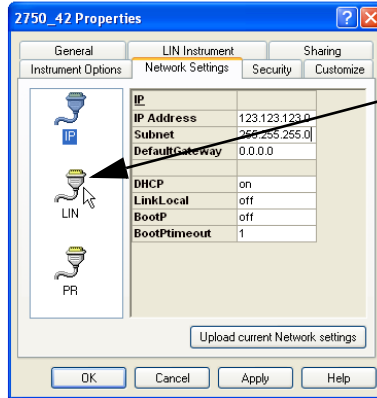 2750_42 Properties
General LIN Instrument Sharing
Instrument Options Network Settings Security Customize
IP
LIN
PR
IP
IP Address 123.123.123.0
Subnet 255.255.255.0
DefaultGateway 0.0.0.0
DHCP on
LinkLocal off
BootP off
BootPtimeout 1
Upload current Network settings
OK Cancel Apply Help